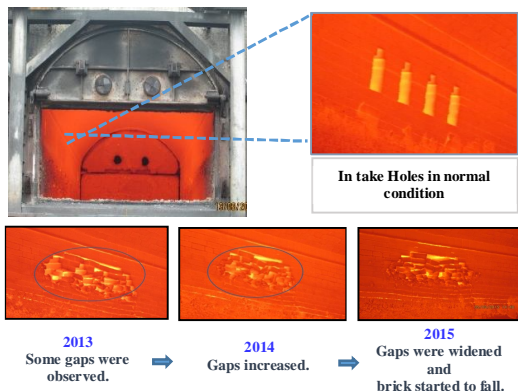 In take Holes in normal
condition
2013
Some gaps were
observed.
2014
Gaps increased.
2015
Gaps were widened
and
brick started to fall.